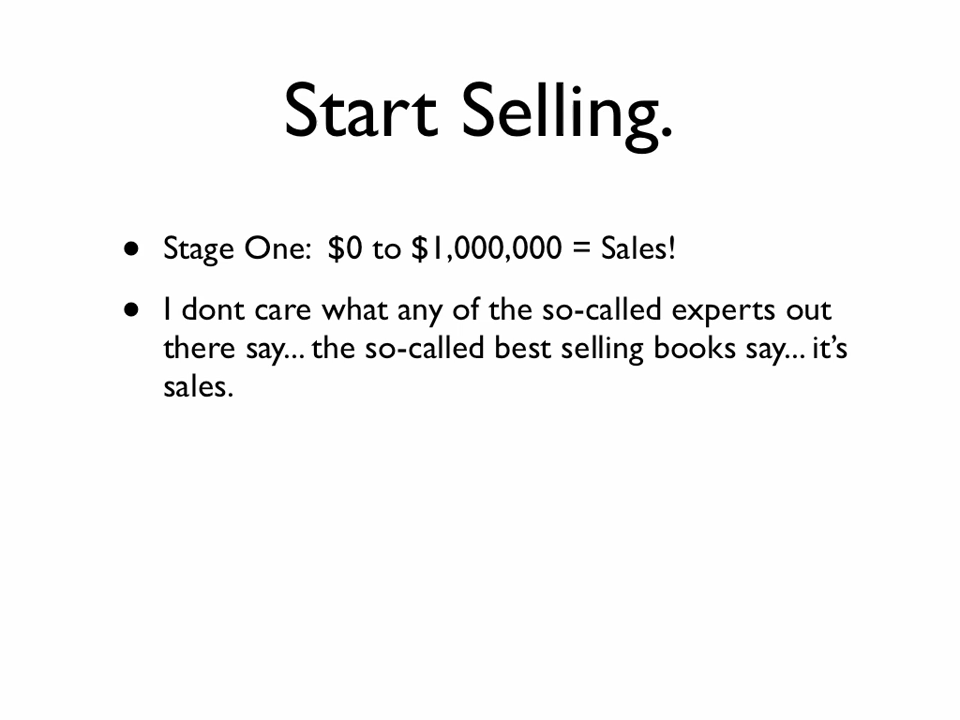 Start Selling.
• Stage One:  $0 to $1,000,000 = Sales!
• I dont care what any of the so-called experts out
there say... the so-called best selling books say... it’s
sales.